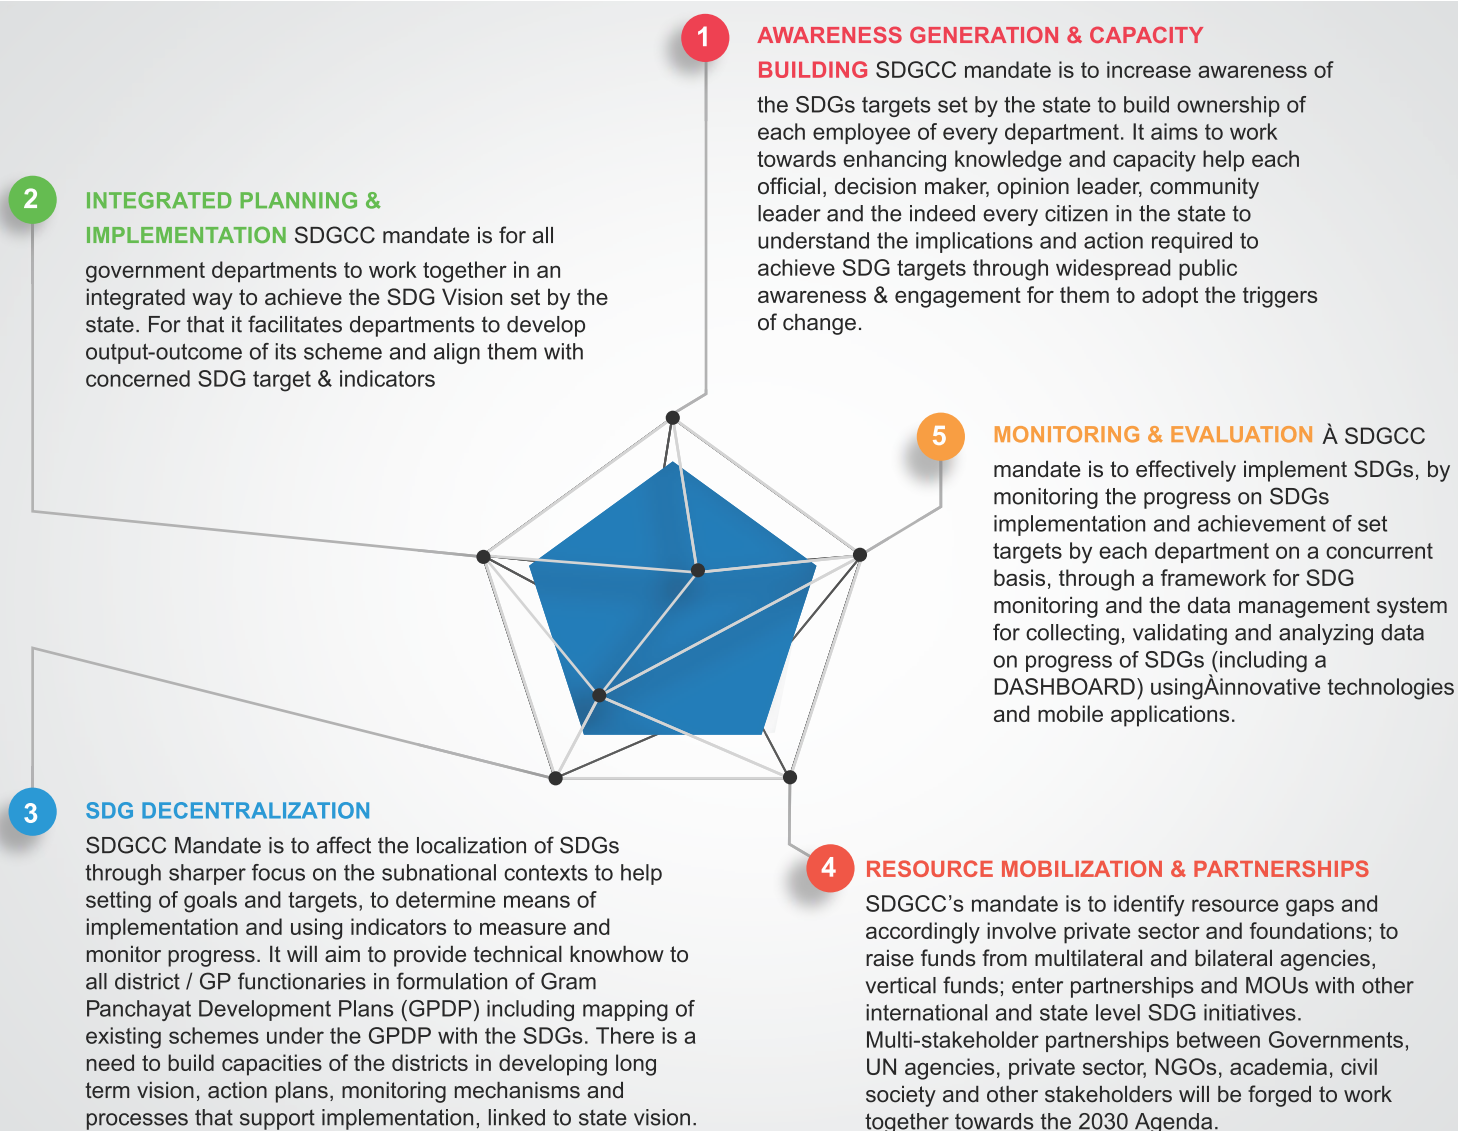 1
AWARENESS GENERATION & CAPACITY
BUILDING SDGCC mandate is to increase awareness of
the SDGs targets set by the state to build ownership of
each employee of every department. It aims to work
towards enhancing knowledge and capacity help each
official, decision maker, opinion leader, community
leader and the indeed every citizen in the state to
understand the implications and action required to
achieve SDG targets through widespread public
awareness & engagement for them to adopt the triggers
of change.
2
INTEGRATED PLANNING &
IMPLEMENTATION SDGCC mandate is for all
government departments to work together in an
integrated way to achieve the SDG Vision set by the
state. For that it facilitates departments to develop
output-outcome of its scheme and align them with
concerned SDG target & indicators
5
MONITORING & EVALUATION À SDGCC
mandate is to effectively implement SDGs, by
monitoring the progress on SDGs
implementation and achievement of set
targets by each department on a concurrent
basis, through a framework for SDG
monitoring and the data management system
for collecting, validating and analyzing data
on progress of SDGs (including a
DASHBOARD) usingÀinnovative technologies
and mobile applications.
3
SDG DECENTRALIZATION
SDGCC Mandate is to affect the localization of SDGs
through sharper focus on the subnational contexts to help
setting of goals and targets, to determine means of
implementation and using indicators to measure and
monitor progress. It will aim to provide technical knowhow to
all district / GP functionaries in formulation of Gram
Panchayat Development Plans (GPDP) including mapping of
existing schemes under the GPDP with the SDGs. There is a
need to build capacities of the districts in developing long
term vision, action plans, monitoring mechanisms and
processes that support implementation, linked to state vision.
4
RESOURCE MOBILIZATION & PARTNERSHIPS
SDGCC’s mandate is to identify resource gaps and
accordingly involve private sector and foundations; to
raise funds from multilateral and bilateral agencies,
vertical funds; enter partnerships and MOUs with other
international and state level SDG initiatives.
Multi-stakeholder partnerships between Governments,
UN agencies, private sector, NGOs, academia, civil
society and other stakeholders will be forged to work
together towards the 2030 Agenda.